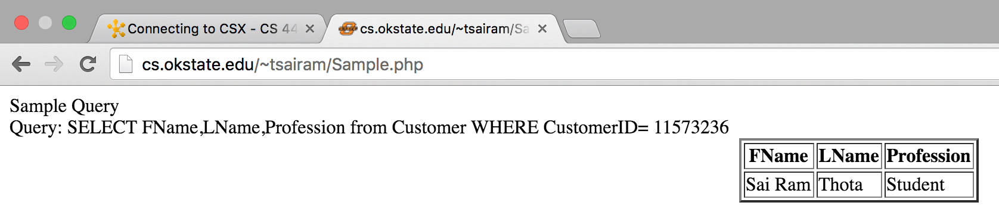 Connecting to CSX - CS 44
cs.okstate.edu/~tsairam/Sa
cs.okstate.edu/~tsairam/Sample.php
Sample Query
Query: SELECT FName,LName,Profession from Customer WHERE CustomerID= 11573236
FName LName Profession
Sai Ram Thota Student